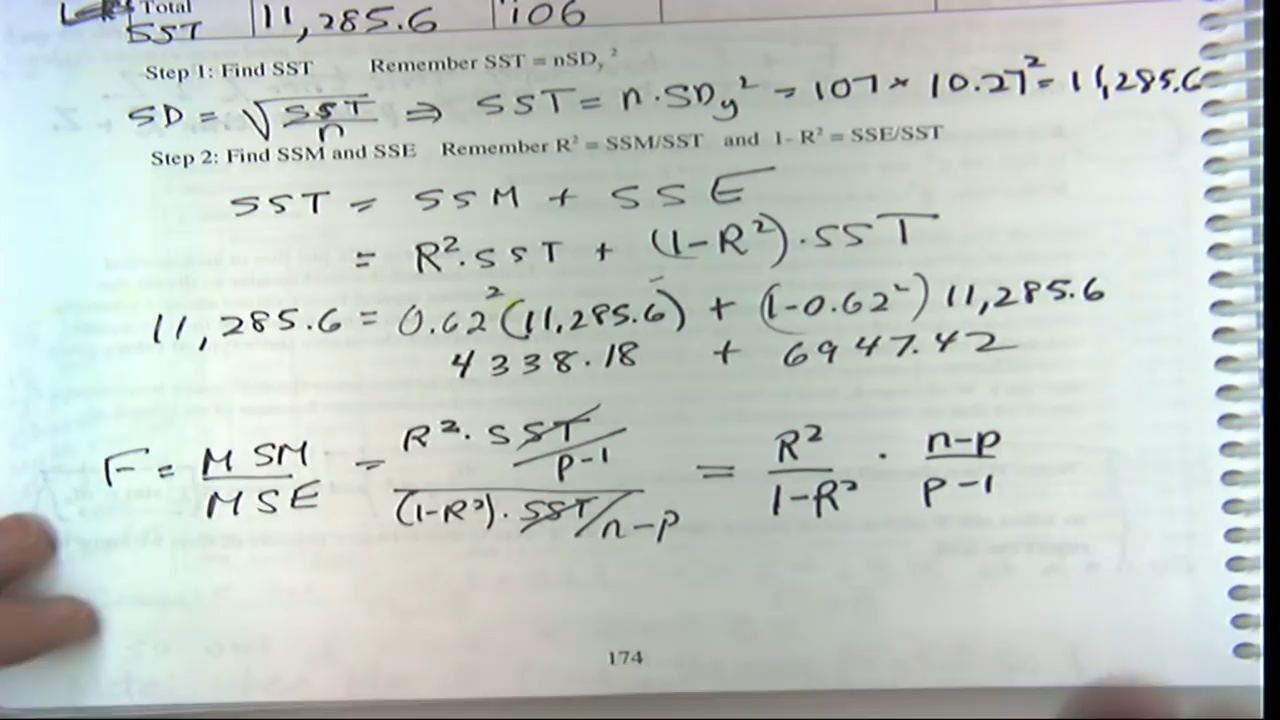 Total
SST 11,285.6 106
Step 1: Find SST Remember SST = nSDy²
SD = √(SST/n) ⇒ SST = n·SDy² = 107 × 10.27² = 11,285.6
Step 2: Find SSM and SSE Remember R² = SSM/SST and 1- R² = SSE/SST
SST = SSM + SSE
= R²·SST + (1-R²)·SST
11,285.6 = 0.62²(11,285.6) + (1-0.62²) 11,285.6
4338.18 + 6947.42
F = MSM/MSE = (R²·SST/p-1)/((1-R²)·SST/n-p) = R²/1-R² · n-p/p-1
174